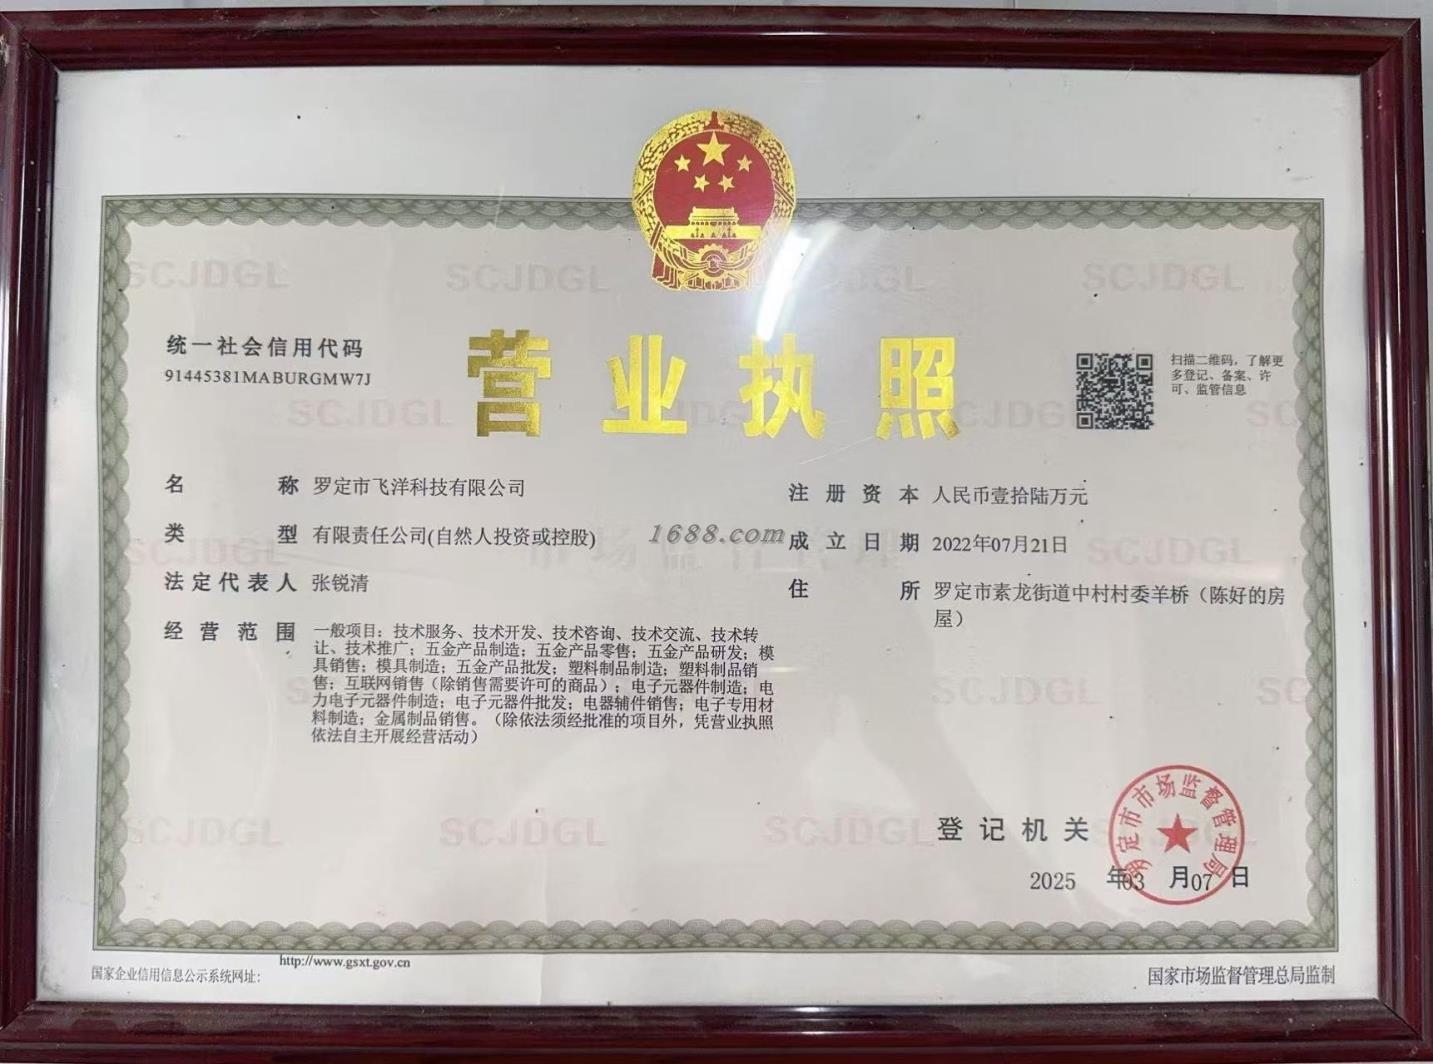 统一社会信用代码
91445381MABURGMW7J
营业执照
扫描二维码，了解更
多登记、备案、许
可、监管信息
名称 罗定市飞洋科技有限公司
类型 有限责任公司(自然人投资或控股)
法定代表人 张锐清
经营范围 一般项目：技术服务、技术开发、技术咨询、技术交流、技术转
让、技术推广；五金产品制造；五金产品零售；五金产品研发；模
具销售；模具制造；五金产品批发；塑料制品制造；塑料制品销
售；互联网销售（除销售需要许可的商品）；电子元器件制造；电
力电子元器件制造；电子元器件批发；电器辅件销售；电子专用材
料制造；金属制品销售。（除依法须经批准的项目外，凭营业执照
依法自主开展经营活动）
1688.com
注册资本 人民币壹拾陆万元
成立日期 2022年07月21日
住所 罗定市素龙街道中村村委羊桥（陈好的房
屋）
登记机关
罗定市市场监督管理局
2025 年03 月07 日
国家企业信用信息公示系统网址：
http://www.gsxt.gov.cn
国家市场监督管理总局监制
SCJDGL
SCJDGL
SCJDGL
SCJDGL
SCJDGL
市场监督管理
SCJDGL
SCJDGL
SCJDGL
SCJDGL
SCJDGL
SCJDGL